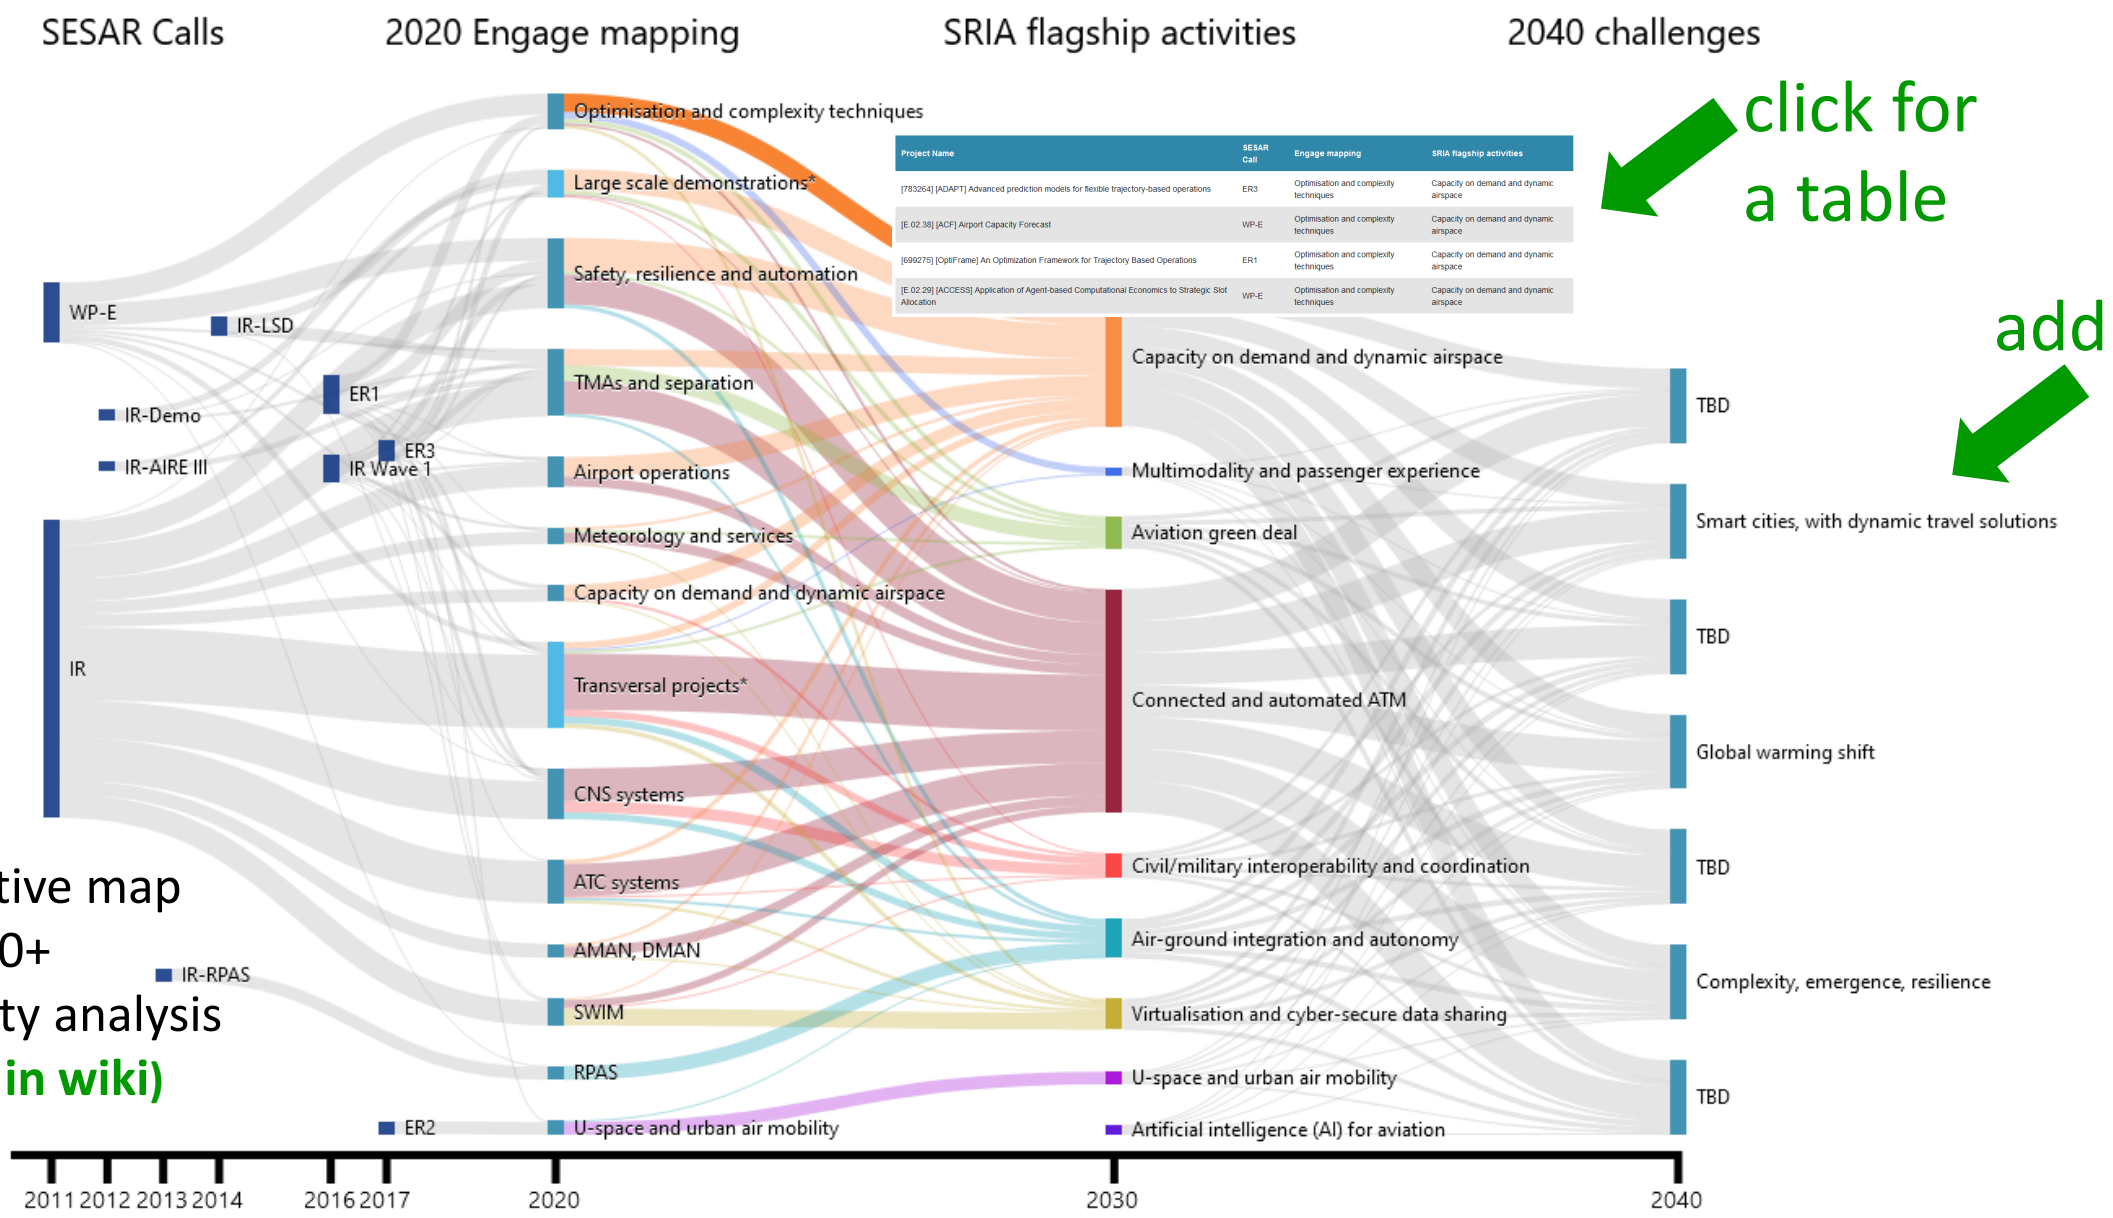 SESAR Calls
2020 Engage mapping
SRIA flagship activities
2040 challenges
click for
a table
add
WP-E
IR-LSD
ER1
IR-Demo
ER3
IR-AIRE III
IR Wave 1
IR
IR-RPAS
ER2
tive map
0+
ty analysis
in wiki)
Optimisation and complexity techniques
Large scale demonstrations*
Safety, resilience and automation
TMAs and separation
Airport operations
Meteorology and services
Capacity on demand and dynamic airspace
Transversal projects*
CNS systems
ATC systems
AMAN, DMAN
SWIM
RPAS
U-space and urban air mobility
Project Name
SESAR
Call
Engage mapping
SRIA flagship activities
[783264] [ADAPT] Advanced prediction models for flexible trajectory-based operations
ER3
Optimisation and complexity
techniques
Capacity on demand and dynamic
airspace
[E.02.38] [ACF] Airport Capacity Forecast
WP-E
Optimisation and complexity
techniques
Capacity on demand and dynamic
airspace
[699275] [OptiFrame] An Optimization Framework for Trajectory Based Operations
ER1
Optimisation and complexity
techniques
Capacity on demand and dynamic
airspace
[E.02.29] [ACCESS] Application of Agent-based Computational Economics to Strategic Slot
Allocation
WP-E
Optimisation and complexity
techniques
Capacity on demand and dynamic
airspace
Capacity on demand and dynamic airspace
Multimodality and passenger experience
Aviation green deal
Connected and automated ATM
Civil/military interoperability and coordination
Air-ground integration and autonomy
Virtualisation and cyber-secure data sharing
U-space and urban air mobility
Artificial intelligence (AI) for aviation
TBD
Smart cities, with dynamic travel solutions
TBD
Global warming shift
TBD
Complexity, emergence, resilience
TBD
2011 2012 2013 2014 2016 2017 2020 2030 2040